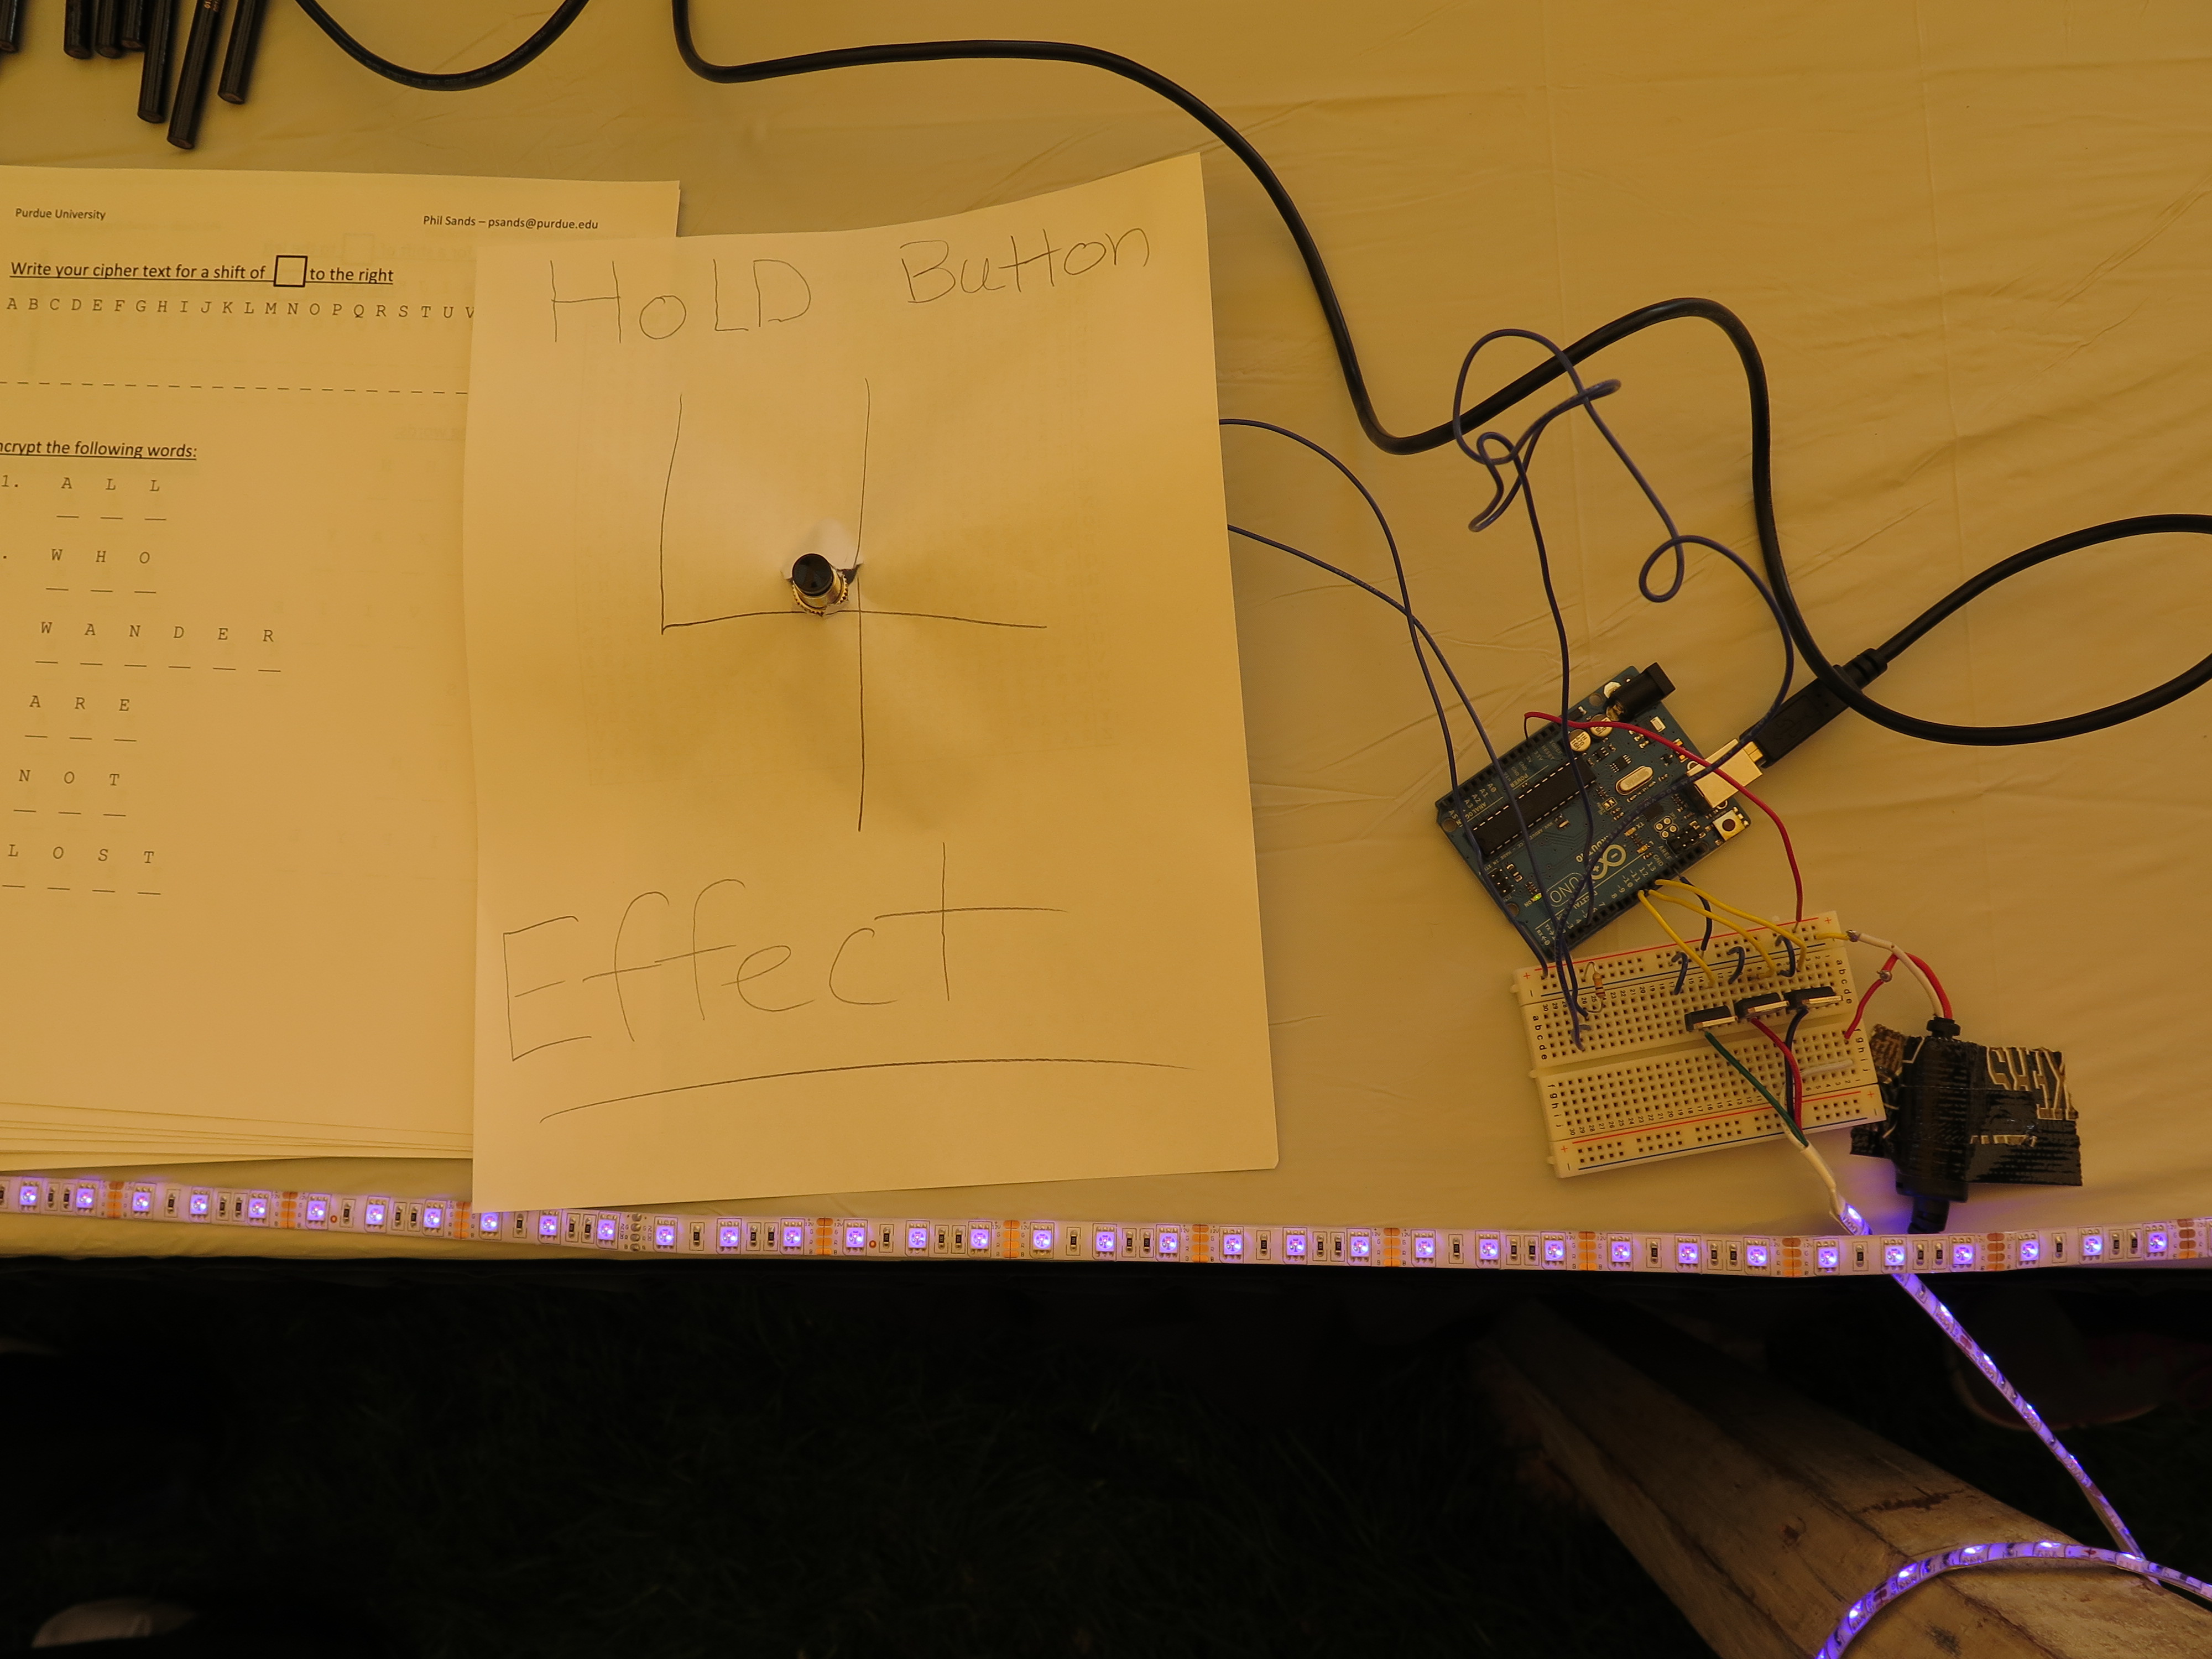 Purdue University
Phil Sands – psands@purdue.edu
Write your cipher text for a shift of to the right
A B C D E F G H I J K L M N O P Q R S T U V
ncrypt the following words:
1. A L L
. W H O
W A N D E R
A R E
N O T
L O S T
HoLD Button
4
Effect
UNO